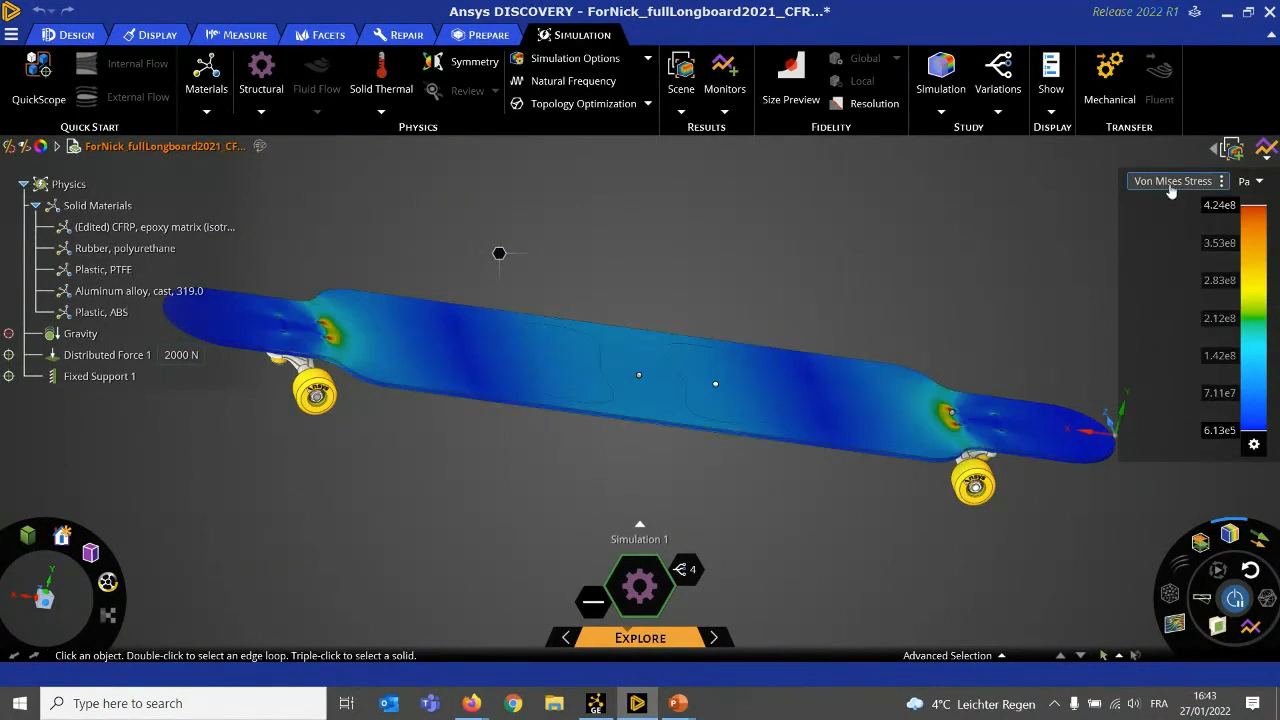 Ansys DISCOVERY - ForNick_fullLongboard2021_CFR...*
Release 2022 R1
DESIGN
DISPLAY
MEASURE
FACETS
REPAIR
PREPARE
SIMULATION
QuickScope
Internal Flow
External Flow
QUICK START
Materials
Structural
Fluid Flow
Solid Thermal
Symmetry
Review
Simulation Options
Natural Frequency
Topology Optimization
PHYSICS
Scene
Monitors
RESULTS
Size Preview
Global
Local
Resolution
FIDELITY
Simulation
Variations
STUDY
Show
DISPLAY
Mechanical
Fluent
TRANSFER
ForNick_fullLongboard2021_CF...
Physics
Solid Materials
(Edited) CFRP, epoxy matrix (isotr...
Rubber, polyurethane
Plastic, PTFE
Aluminum alloy, cast, 319.0
Plastic, ABS
Gravity
Distributed Force 1 2000 N
Fixed Support 1
Von Mises Stress
Pa
4.24e8
3.53e8
2.83e8
2.12e8
1.42e8
7.11e7
6.13e5
Ansys
Ansys
Y
Z
X
Y
Z
X
Simulation 1
4
EXPLORE
Click an object. Double-click to select an edge loop. Triple-click to select a solid.
Advanced Selection
Type here to search
GE
4°C Leichter Regen
FRA
16:43
27/01/2022